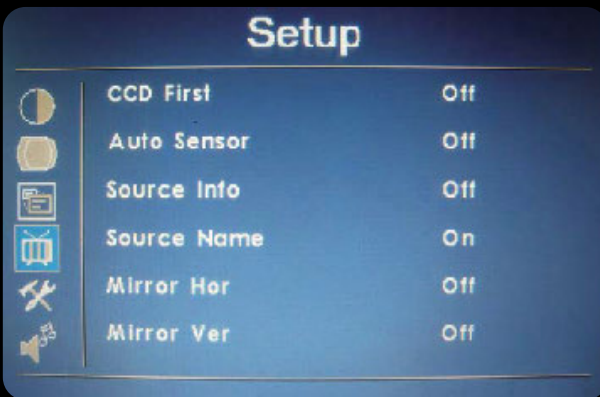 Setup
CCD First Off
Auto Sensor Off
Source Info Off
Source Name On
Mirror Hor Off
Mirror Ver Off